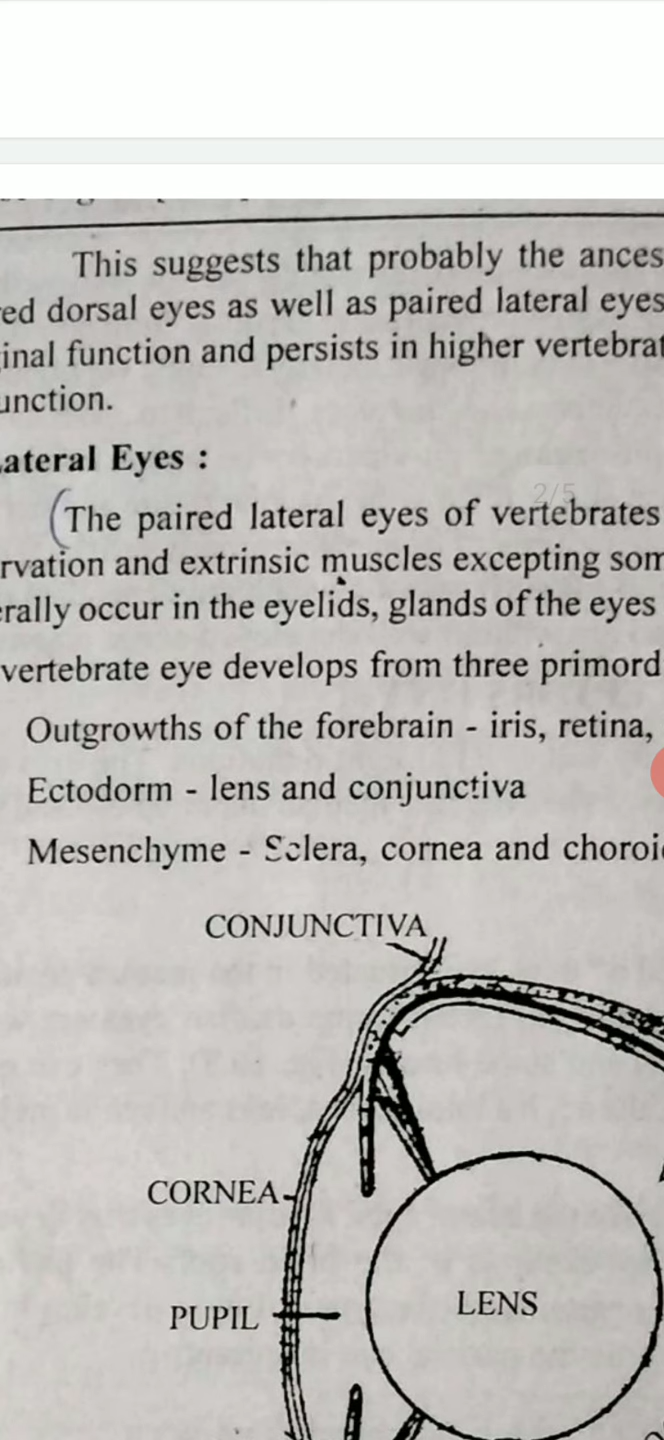 This suggests that probably the ances
ed dorsal eyes as well as paired lateral eyes
inal function and persists in higher vertebrat
unction.
ateral Eyes :
2/5
(The paired lateral eyes of vertebrates
rvation and extrinsic muscles excepting som
erally occur in the eyelids, glands of the eyes
vertebrate eye develops from three primord
Outgrowths of the forebrain - iris, retina,
Ectodorm - lens and conjunctiva
Mesenchyme - Sclera, cornea and choroi
CONJUNCTIVA
CORNEA
PUPIL
LENS